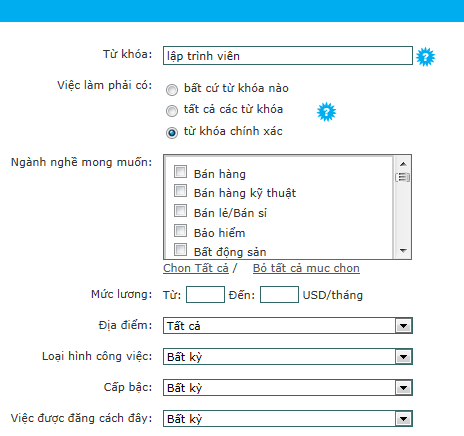 Từ khóa: lập trình viên ?
Việc làm phải có: bất cứ từ khóa nào
tất cả các từ khóa ?
từ khóa chính xác
Ngành nghề mong muốn:
Bán hàng
Bán hàng kỹ thuật
Bán lẻ/Bán sỉ
Bảo hiểm
Bất động sản
Chọn Tất cả / Bỏ tất cả mục chọn
Mức lương: Từ: Đến: USD/tháng
Địa điểm: Tất cả
Loại hình công việc: Bất kỳ
Cấp bậc: Bất kỳ
Việc được đăng cách đây: Bất kỳ